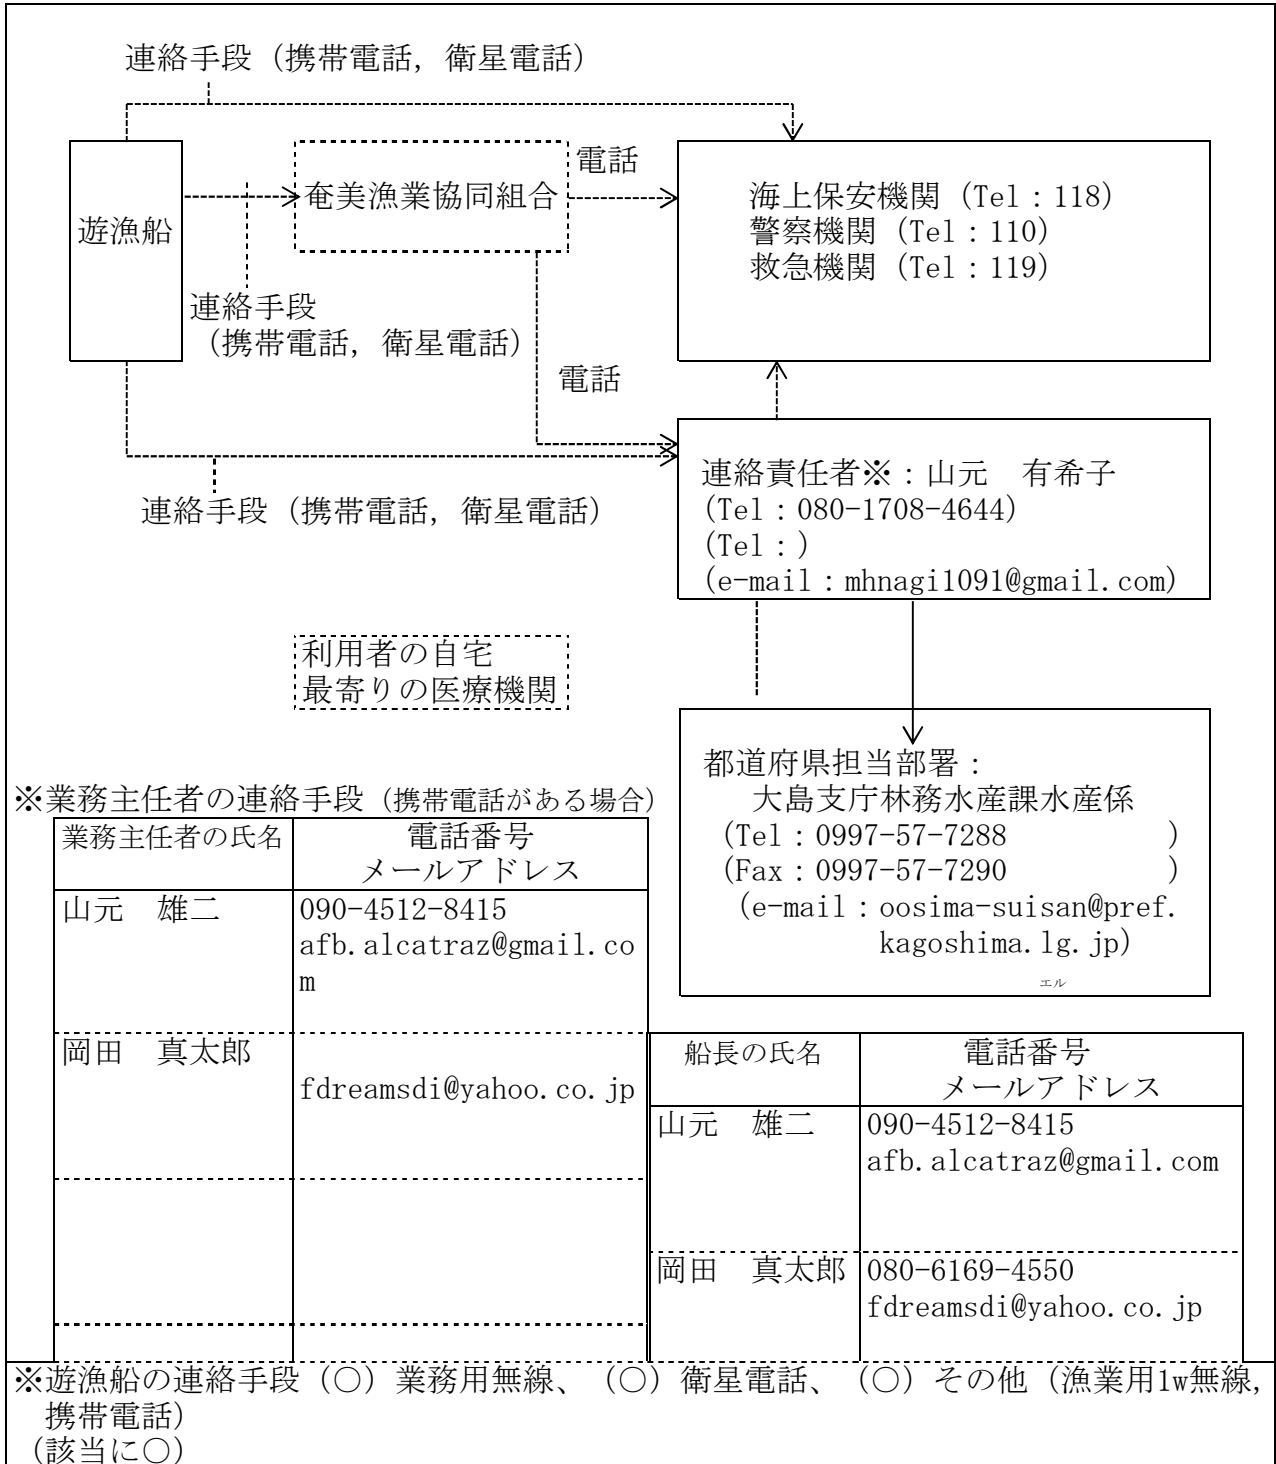 連絡手段（携帯電話，衛星電話）
遊漁船
奄美漁業協同組合
電話
海上保安機関（Tel：118）
警察機関（Tel：110）
救急機関（Tel：119）
連絡手段
（携帯電話，衛星電話）
電話
連絡手段（携帯電話，衛星電話）
連絡責任者※：山元　有希子
(Tel：080-1708-4644)
(Tel：)
(e-mail：mhnagi1091@gmail.com)
利用者の自宅
最寄りの医療機関
都道府県担当部署：
大島支庁林務水産課水産係
(Tel：0997-57-7288　　　　　)
(Fax：0997-57-7290　　　　　)
(e-mail：oosima-suisan@pref.
kagoshima.lg.jp)
エル
※業務主任者の連絡手段（携帯電話がある場合）
業務主任者の氏名　電話番号
メールアドレス
山元　雄二　090-4512-8415
afb.alcatraz@gmail.co
m
岡田　真太郎
fdreamsdi@yahoo.co.jp
船長の氏名　電話番号
メールアドレス
山元　雄二　090-4512-8415
afb.alcatraz@gmail.com
岡田　真太郎　080-6169-4550
fdreamsdi@yahoo.co.jp
※遊漁船の連絡手段（○）業務用無線、（○）衛星電話、（○）その他（漁業用1w無線，
携帯電話）
（該当に○）